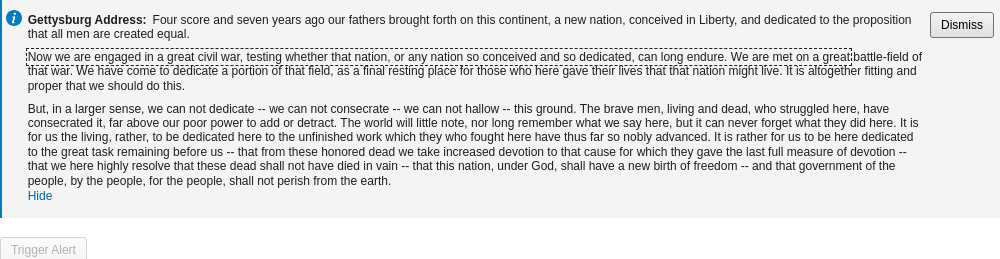 Gettysburg Address: Four score and seven years ago our fathers brought forth on this continent, a new nation, conceived in Liberty, and dedicated to the proposition
that all men are created equal.
Dismiss
Now we are engaged in a great civil war, testing whether that nation, or any nation so conceived and so dedicated, can long endure. We are met on a great battle-field of
that war. We have come to dedicate a portion of that field, as a final resting place for those who here gave their lives that that nation might live. It is altogether fitting and
proper that we should do this.
But, in a larger sense, we can not dedicate -- we can not consecrate -- we can not hallow -- this ground. The brave men, living and dead, who struggled here, have
consecrated it, far above our poor power to add or detract. The world will little note, nor long remember what we say here, but it can never forget what they did here. It is
for us the living, rather, to be dedicated here to the unfinished work which they who fought here have thus far so nobly advanced. It is rather for us to be here dedicated
to the great task remaining before us -- that from these honored dead we take increased devotion to that cause for which they gave the last full measure of devotion --
that we here highly resolve that these dead shall not have died in vain -- that this nation, under God, shall have a new birth of freedom -- and that government of the
people, by the people, for the people, shall not perish from the earth.
Hide
Trigger Alert